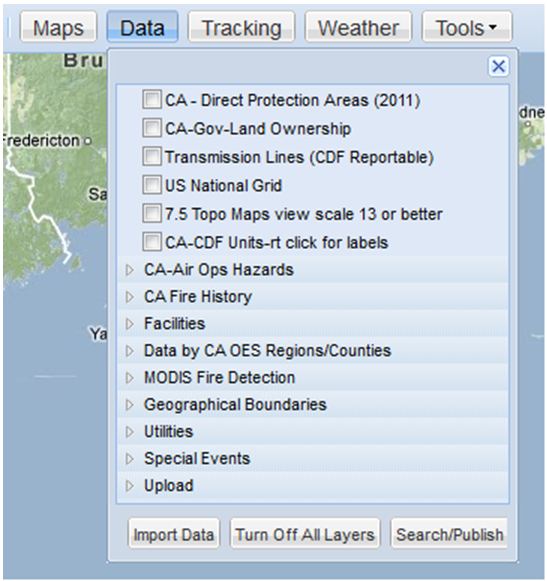 Maps Data Tracking Weather Tools
Bru
CA - Direct Protection Areas (2011)
dne
CA-Gov-Land Ownership
Fredericton
Transmission Lines (CDF Reportable)
US National Grid
Sa
7.5 Topo Maps view scale 13 or better
CA-CDF Units-rt click for labels
CA-Air Ops Hazards
CA Fire History
Facilities
Ya
Data by CA OES Regions/Counties
MODIS Fire Detection
Geographical Boundaries
Utilities
Special Events
Upload
Import Data Turn Off All Layers Search/Publish